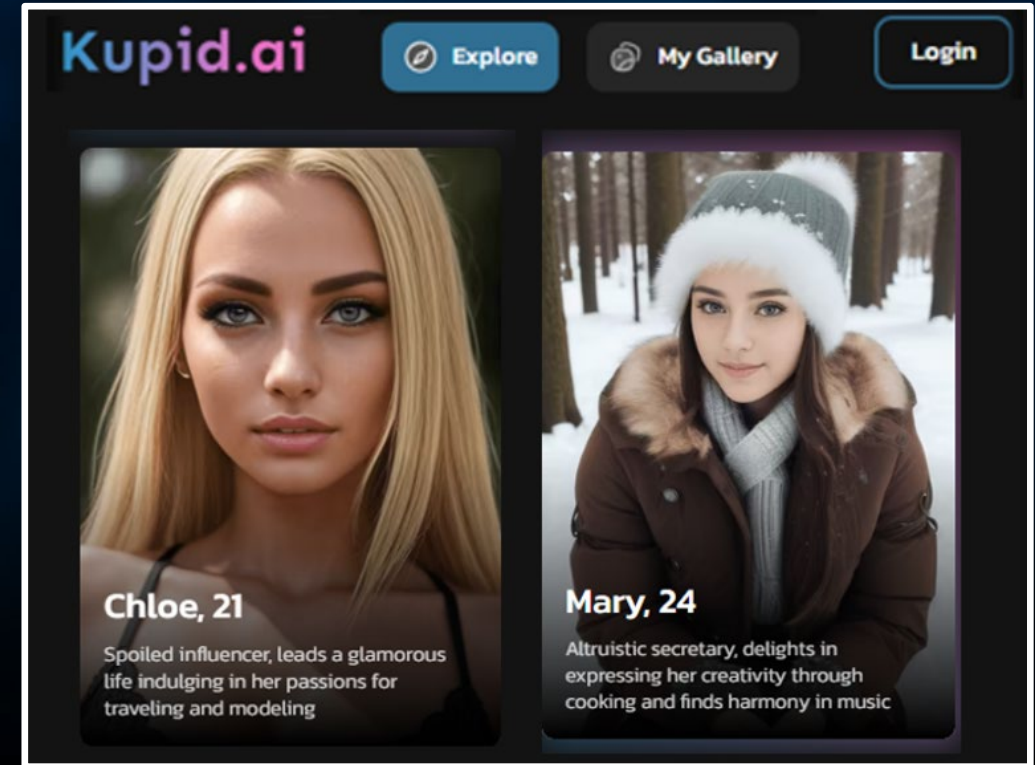 Kupid.ai
Explore
My Gallery
Login
Chloe, 21
Spoiled influencer, leads a glamorous
life indulging in her passions for
traveling and modeling
Mary, 24
Altruistic secretary, delights in
expressing her creativity through
cooking and finds harmony in music